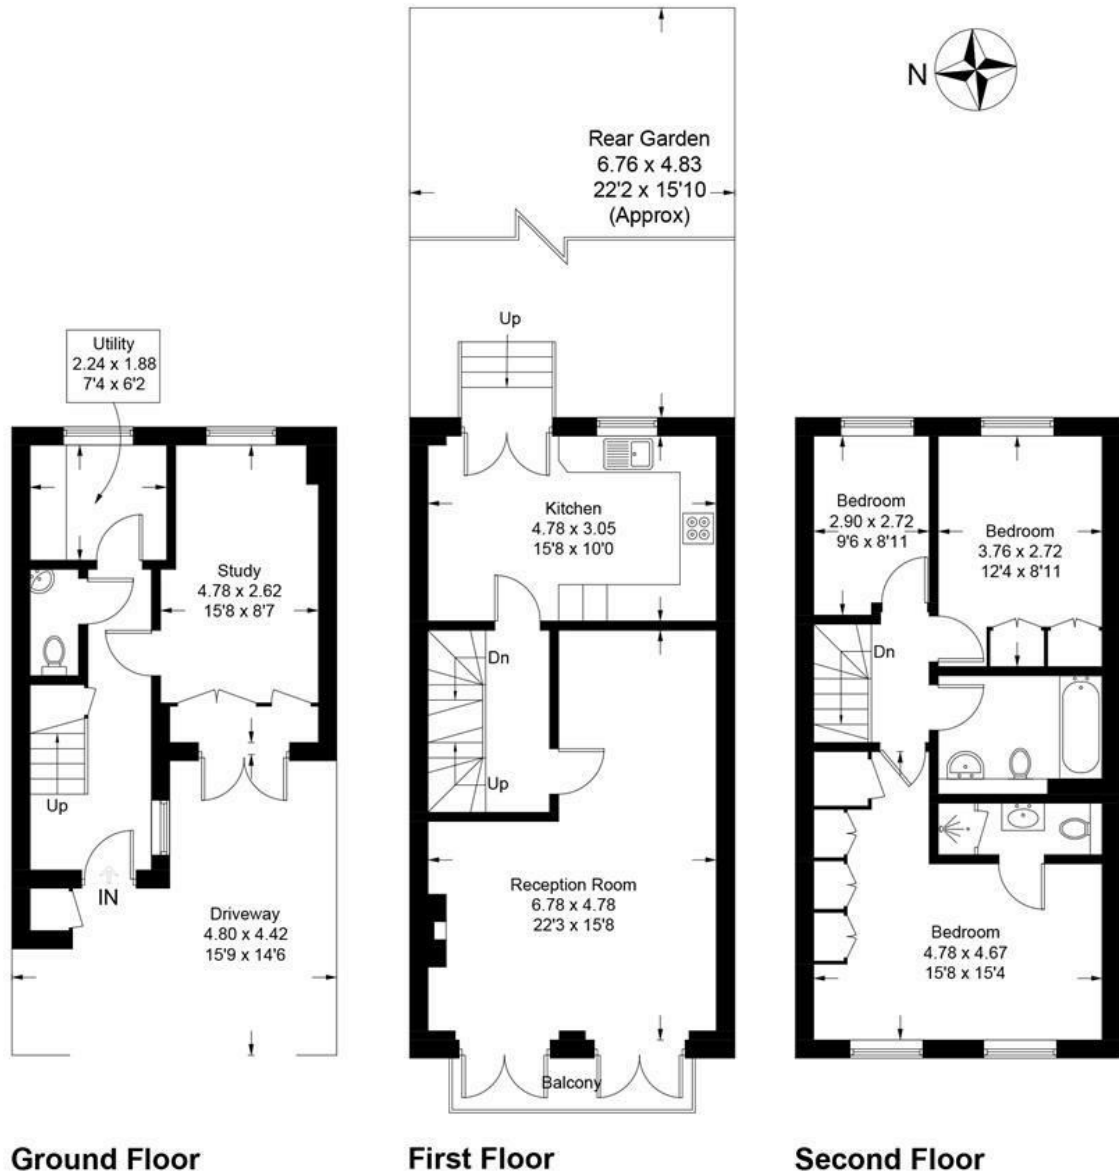 N
Rear Garden
6.76 x 4.83
22'2 x 15'10
(Approx)
Up
Utility
2.24 x 1.88
7'4 x 6'2
Study
4.78 x 2.62
15'8 x 8'7
Up
IN
Driveway
4.80 x 4.42
15'9 x 14'6
Kitchen
4.78 x 3.05
15'8 x 10'0
Dn
Up
Reception Room
6.78 x 4.78
22'3 x 15'8
Balcony
Bedroom
2.90 x 2.72
9'6 x 8'11
Bedroom
3.76 x 2.72
12'4 x 8'11
Dn
Bedroom
4.78 x 4.67
15'8 x 15'4
Ground Floor
First Floor
Second Floor